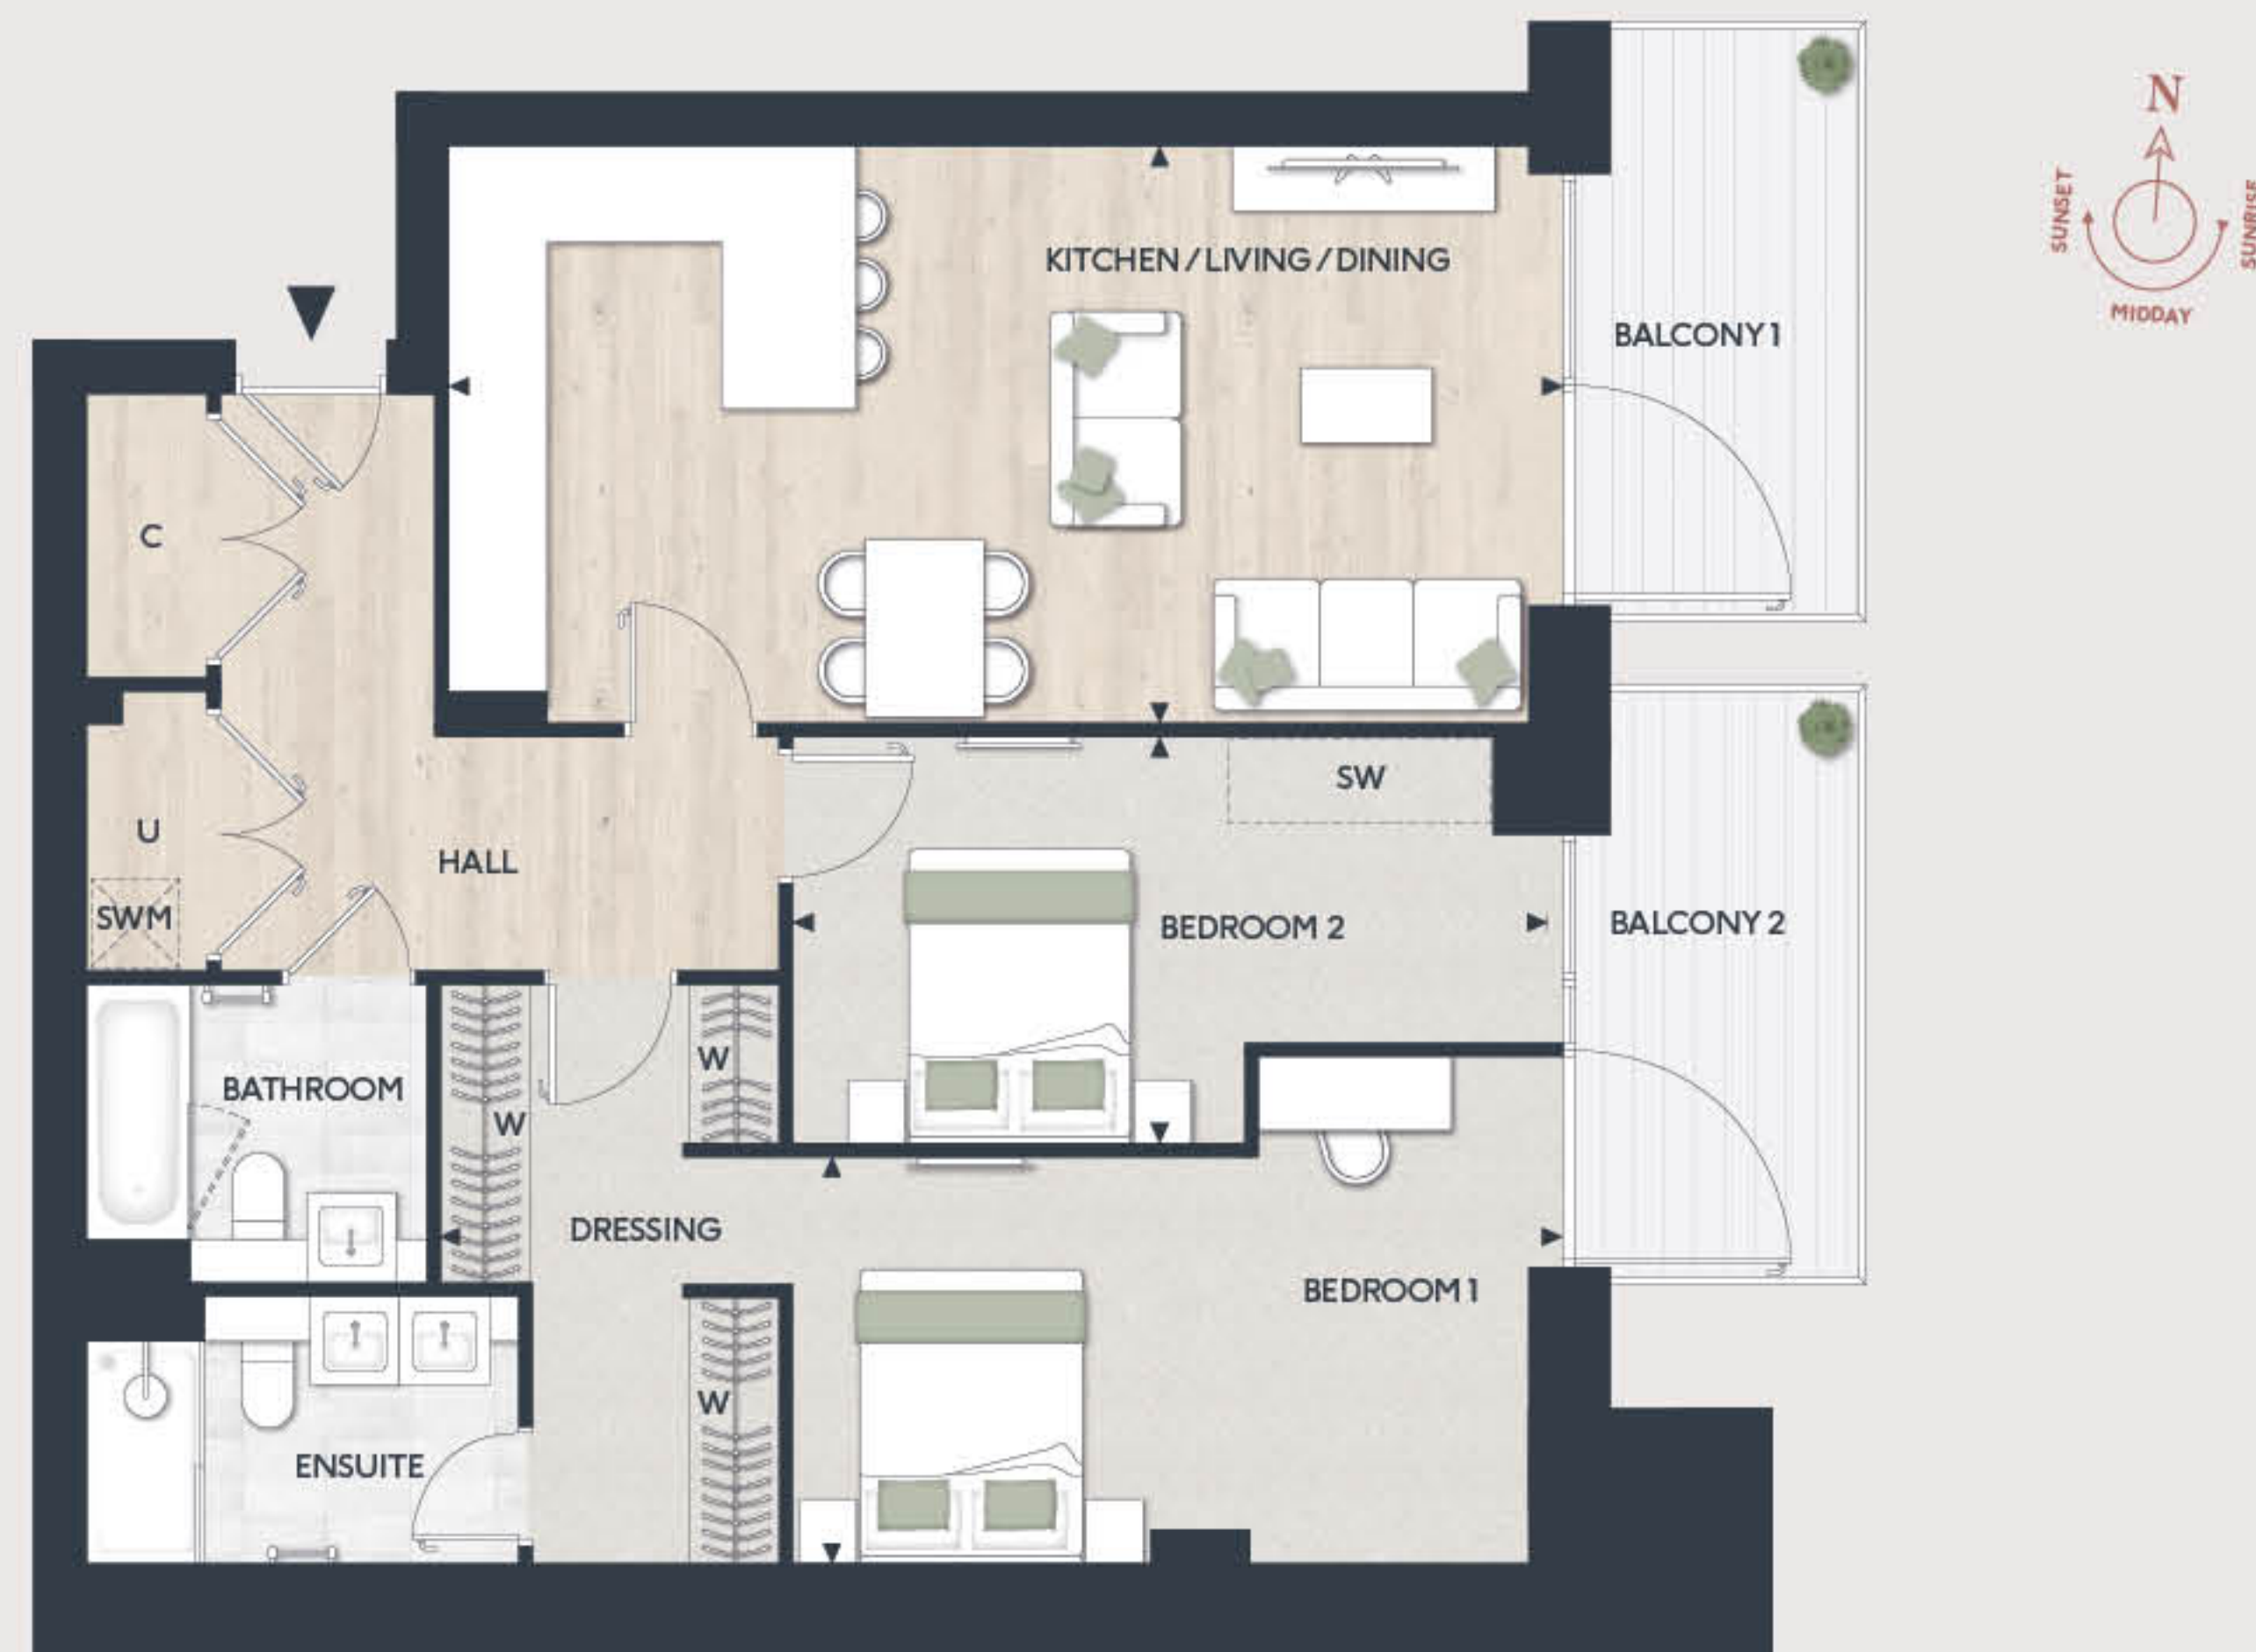 N
SUNSET
SUNRISE
MIDDAY
KITCHEN / LIVING / DINING
BALCONY 1
C
SW
U
HALL
SWM
BEDROOM 2
BALCONY 2
W
BATHROOM
W
DRESSING
BEDROOM 1
W
ENSUITE